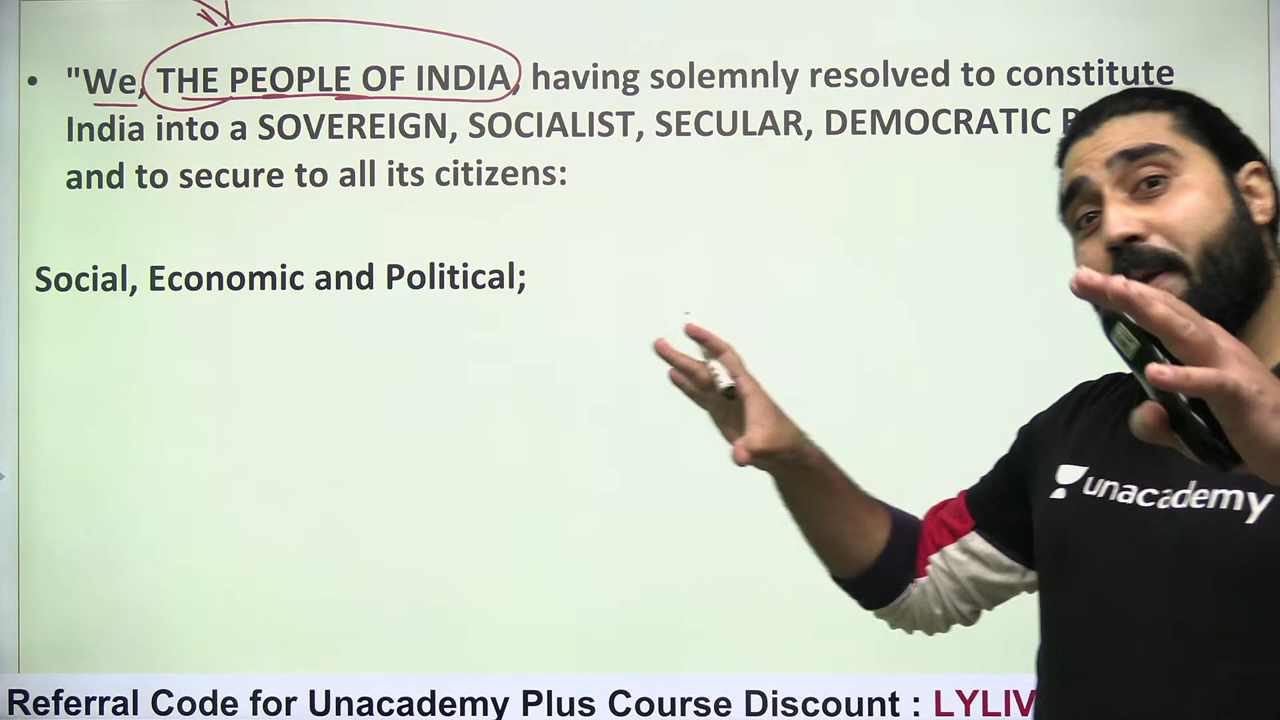 • "We, THE PEOPLE OF INDIA, having solemnly resolved to constitute
India into a SOVEREIGN, SOCIALIST, SECULAR, DEMOCRATIC
and to secure to all its citizens:
Social, Economic and Political;
unacademy
Referral Code for Unacademy Plus Course Discount : LYLIV